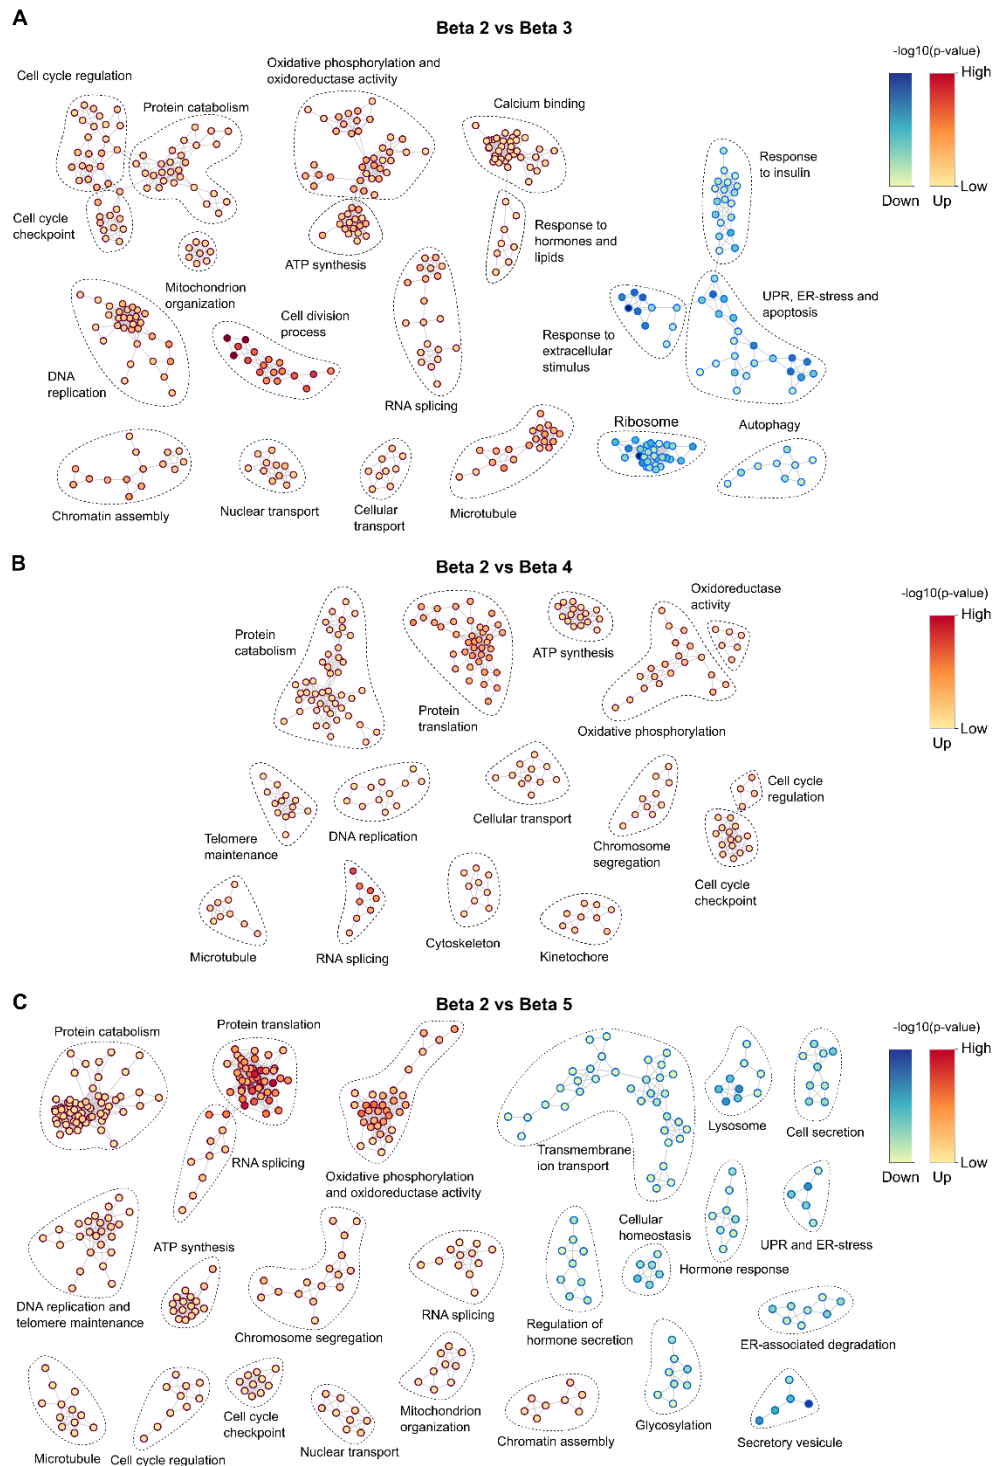 A
Beta 2 vs Beta 3
-log10(p-value)
High
Low
Down
Up
Cell cycle regulation
Protein catabolism
Oxidative phosphorylation and
oxidoreductase activity
Calcium binding
Response
to insulin
Cell cycle
checkpoint
Mitochondrion
organization
ATP synthesis
Response to
hormones and
lipids
Cell division
process
Response to
extracellular
stimulus
UPR, ER-stress and
apoptosis
DNA
replication
RNA splicing
Ribosome
Autophagy
Chromatin assembly
Nuclear transport
Cellular
transport
Microtubule
B
Beta 2 vs Beta 4
-log10(p-value)
High
Low
Up
Protein
catabolism
Protein
translation
ATP synthesis
Oxidoreductase
activity
Oxidative phosphorylation
Telomere
maintenance
DNA replication
Cellular transport
Chromosome
segregation
Cell cycle
regulation
Cell cycle
checkpoint
Microtubule
RNA splicing
Cytoskeleton
Kinetochore
C
Beta 2 vs Beta 5
-log10(p-value)
High
Low
Down
Up
Protein catabolism
Protein translation
RNA splicing
Oxidative phosphorylation
and oxidoreductase activity
Transmembrane
ion transport
Lysosome
Cell secretion
DNA replication and
telomere maintenance
ATP synthesis
Chromosome segregation
RNA splicing
Regulation of
hormone secretion
Cellular
homeostasis
Hormone response
UPR and ER-stress
ER-associated degradation
Microtubule
Cell cycle regulation
Cell cycle
checkpoint
Nuclear transport
Mitochondrion
organization
Chromatin assembly
Glycosylation
Secretory vesicule